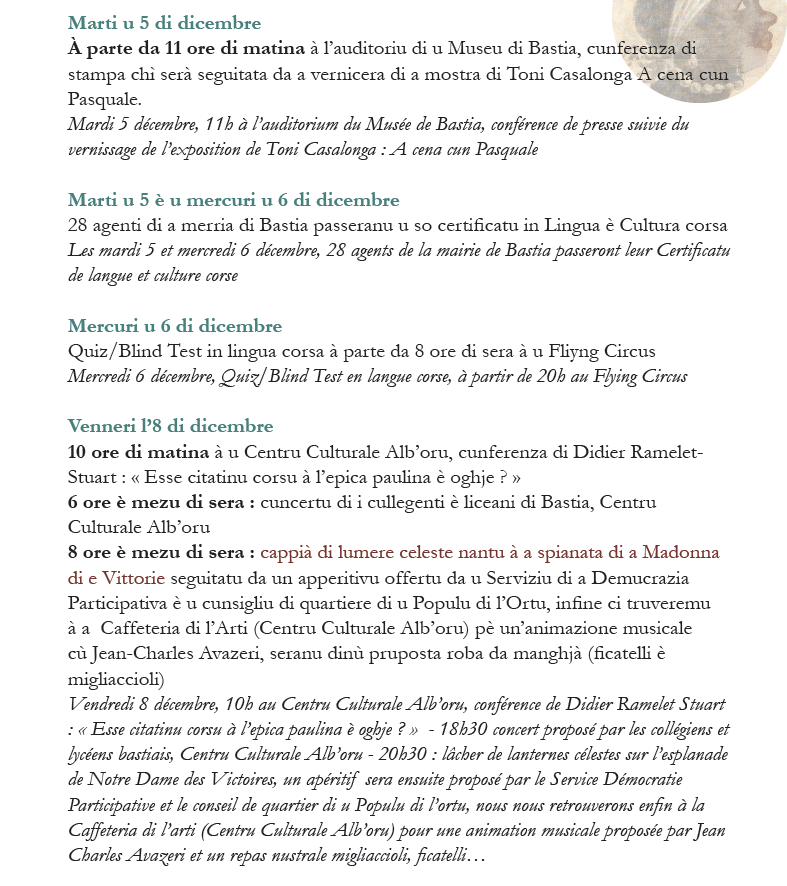 Marti u 5 di dicembre
À parte da 11 ore di matina à l’auditoriu di u Museu di Bastia, cunferenza di
stampa chì serà seguitata da a vernicera di a mostra di Toni Casalonga A cena cun
Pasquale.
Mardi 5 décembre, 11h à l’auditorium du Musée de Bastia, conférence de presse suivie du
vernissage de l’exposition de Toni Casalonga : A cena cun Pasquale
Marti u 5 è u mercuri u 6 di dicembre
28 agenti di a merria di Bastia passeranu u so certificatu in Lingua è Cultura corsa
Les mardi 5 et mercredi 6 décembre, 28 agents de la mairie de Bastia passeront leur Certificatu
de langue et culture corse
Mercuri u 6 di dicembre
Quiz/Blind Test in lingua corsa à parte da 8 ore di sera à u Fliyng Circus
Mercredi 6 décembre, Quiz/Blind Test en langue corse, à partir de 20h au Flying Circus
Venneri l’8 di dicembre
10 ore di matina à u Centru Culturale Alb’oru, cunferenza di Didier Ramelet-
Stuart : « Esse citatinu corsu à l’epica paulina è oghje ? »
6 ore è mezu di sera : cuncertu di i cullegenti è liceani di Bastia, Centru
Culturale Alb’oru
8 ore è mezu di sera : cappià di lumere celeste nantu à a spianata di a Madonna
di e Vittorie seguitatu da un apperitivu offertu da u Serviziu di a Demucrazia
Participativa è u cunsigliu di quartiere di u Populu di l’Ortu, infine ci truveremu
à a Caffeteria di l’Arti (Centru Culturale Alb’oru) pè un’animazione musicale
cù Jean-Charles Avazeri, seranu dinù pruposta roba da manghjà (ficatelli è
migliaccioli)
Vendredi 8 décembre, 10h au Centru Culturale Alb’oru, conférence de Didier Ramelet Stuart
: « Esse citatinu corsu à l’epica paulina è oghje ? » - 18h30 concert proposé par les collégiens et
lycéens bastiais, Centru Culturale Alb’oru - 20h30 : lâcher de lanternes célestes sur l’esplanade
de Notre Dame des Victoires, un apéritif sera ensuite proposé par le Service Démocratie
Participative et le conseil de quartier di u Populu di l’ortu, nous nous retrouverons enfin à la
Caffeteria di l’arti (Centru Culturale Alb’oru) pour une animation musicale proposée par Jean
Charles Avazeri et un repas nustrale migliaccioli, ficatelli…